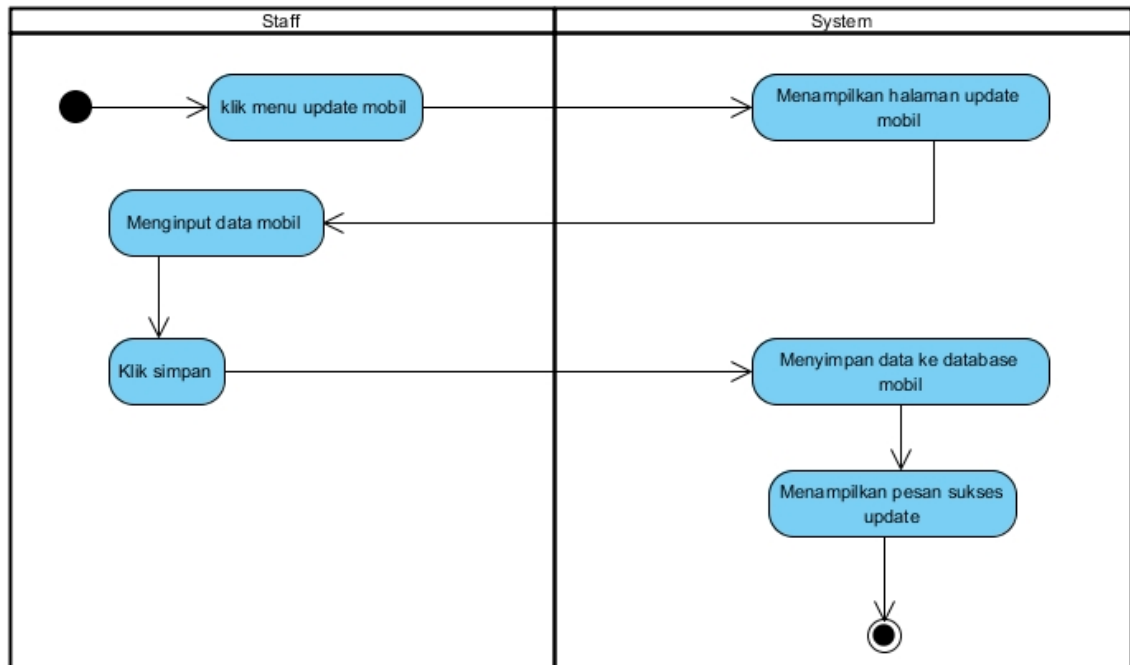 Staff
System
klik menu update mobil
Menampilkan halaman update
mobil
Menginput data mobil
Klik simpan
Menyimpan data ke database
mobil
Menampilkan pesan sukses
update